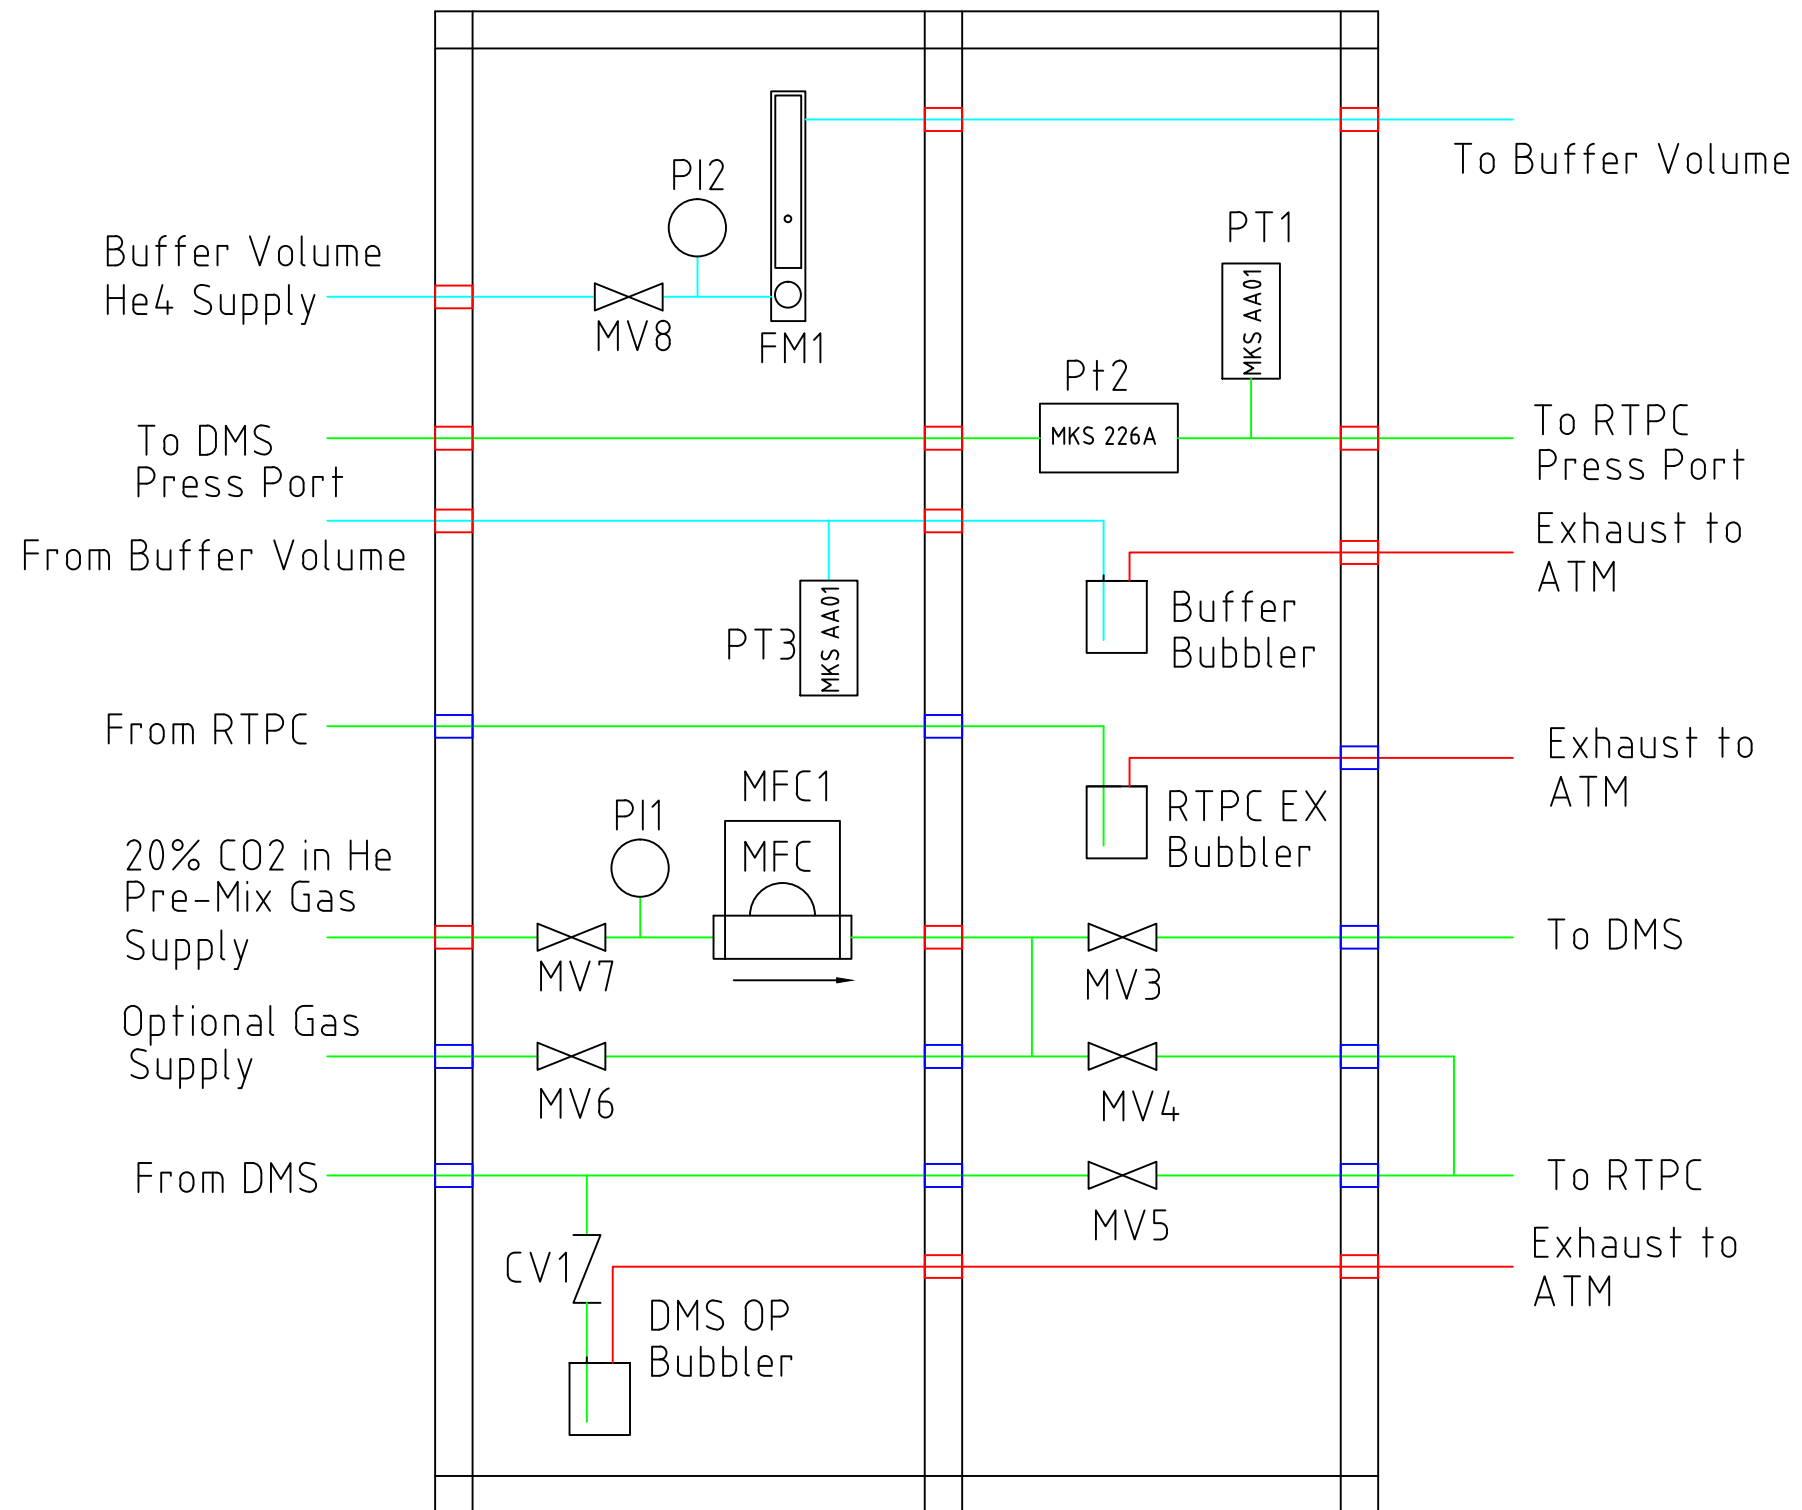 To Buffer Volume
PI2
PT1
MKS AA01
Buffer Volume
He4 Supply
MV8
FM1
Pt2
MKS 226A
To DMS
Press Port
To RTPC
Press Port
From Buffer Volume
Exhaust to
ATM
PT3
MKS AA01
Buffer
Bubbler
From RTPC
Exhaust to
ATM
RTPC EX
Bubbler
MFC1
MFC
PI1
20% CO2 in He
Pre-Mix Gas
Supply
MV7
MV3
To DMS
Optional Gas
Supply
MV6
MV4
From DMS
MV5
To RTPC
CV1
Exhaust to
ATM
DMS OP
Bubbler